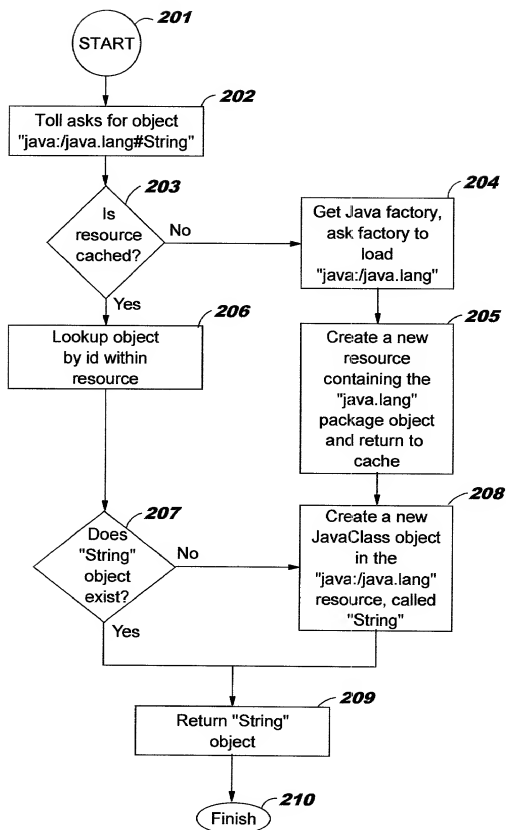 201
START
202
Toll asks for object
"java:/java.lang#String"
203
Is
resource
cached?
No
Yes
204
Get Java factory,
ask factory to
load
"java:/java.lang"
206
Lookup object
by id within
resource
205
Create a new
resource
containing the
"java.lang"
package object
and return to
cache
207
Does
"String"
object
exist?
No
Yes
208
Create a new
JavaClass object
in the
"java:/java.lang"
resource, called
"String"
209
Return "String"
object
210
Finish